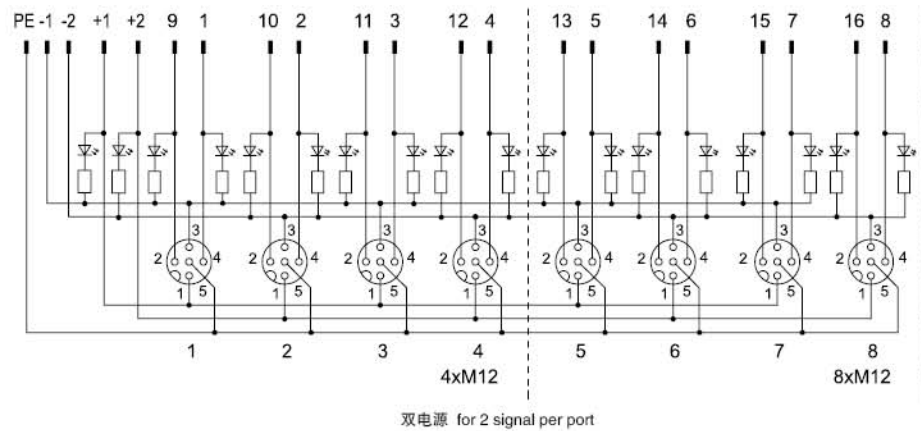 PE -1 -2 +1 +2 9 1 10 2 11 3 12 4 13 5 14 6 15 7 16 8
3 3 3 3 3 3 3 3
2 4 2 4 2 4 2 4 2 4 2 4 2 4 2 4
1 5 1 5 1 5 1 5 1 5 1 5 1 5 1 5
1 2 3 4 5 6 7 8
4xM12 8xM12
双电源 for 2 signal per port